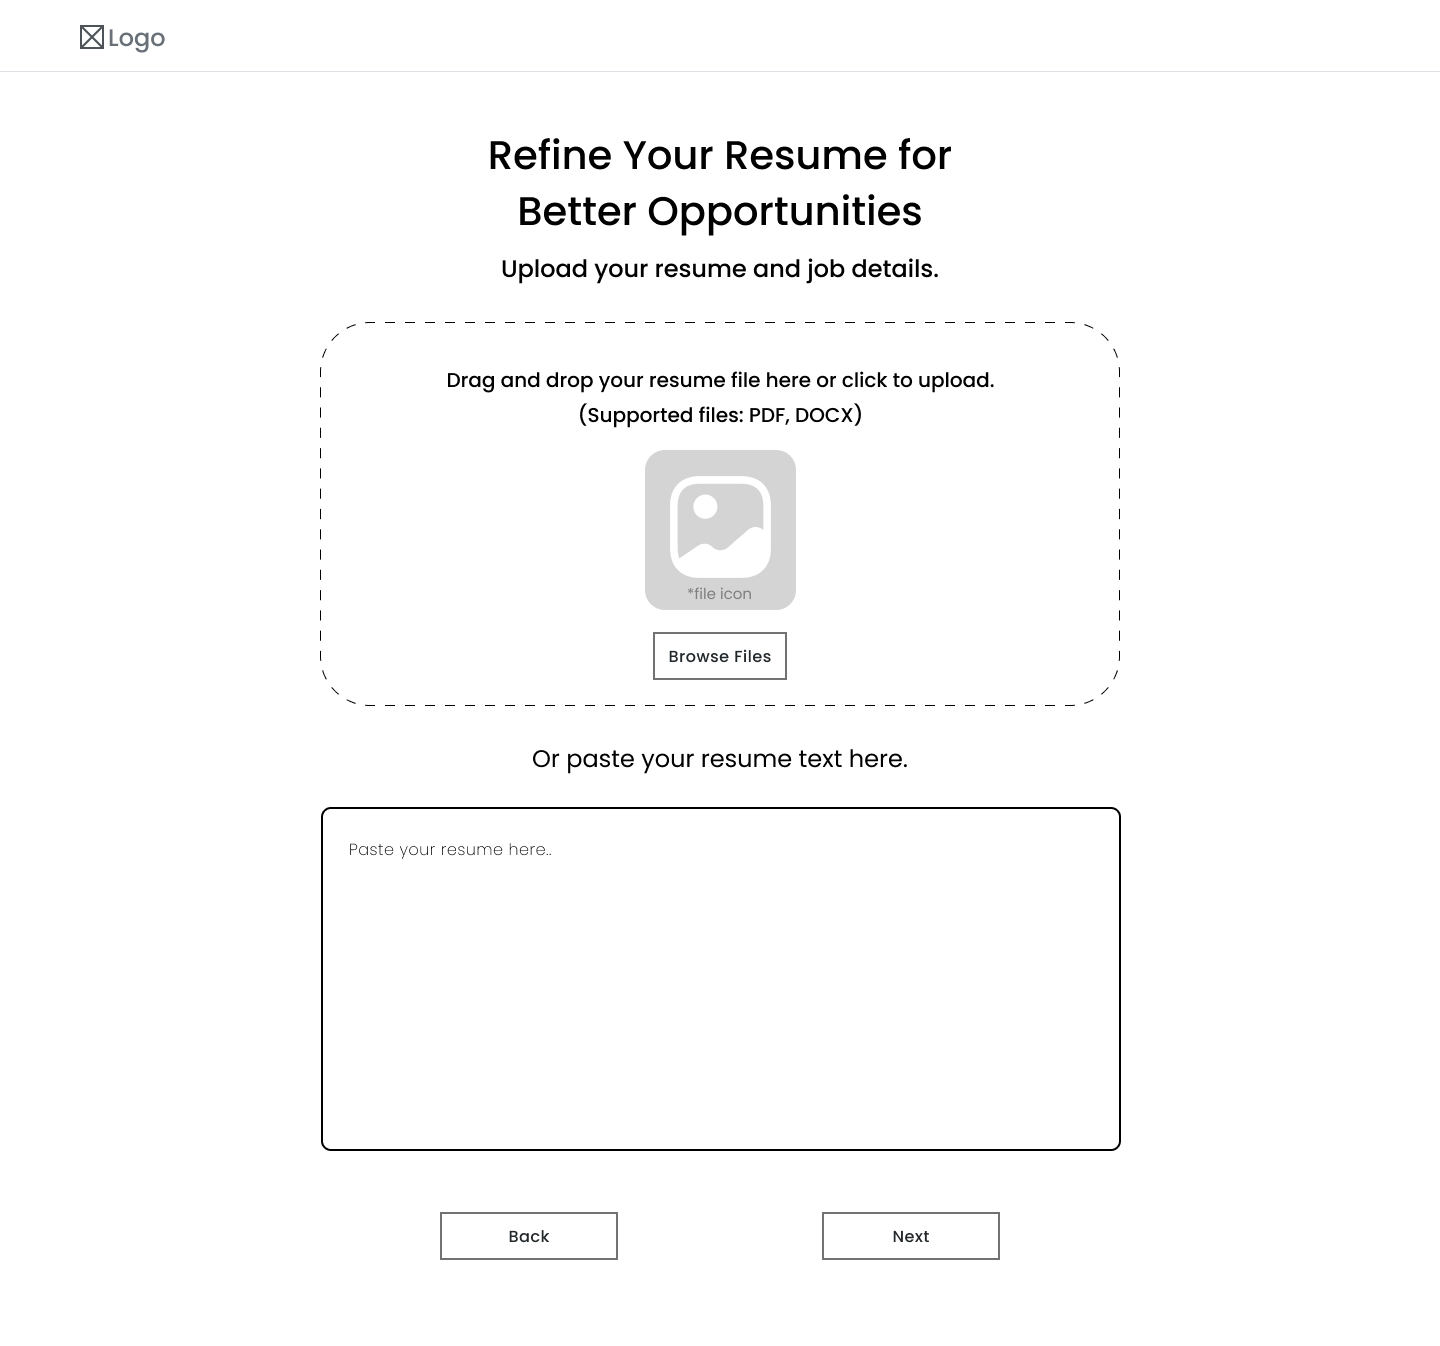 Logo
Refine Your Resume for
Better Opportunities
Upload your resume and job details.
Drag and drop your resume file here or click to upload.
(Supported files: PDF, DOCX)
*file icon
Browse Files
Or paste your resume text here.
Paste your resume here..
Back
Next